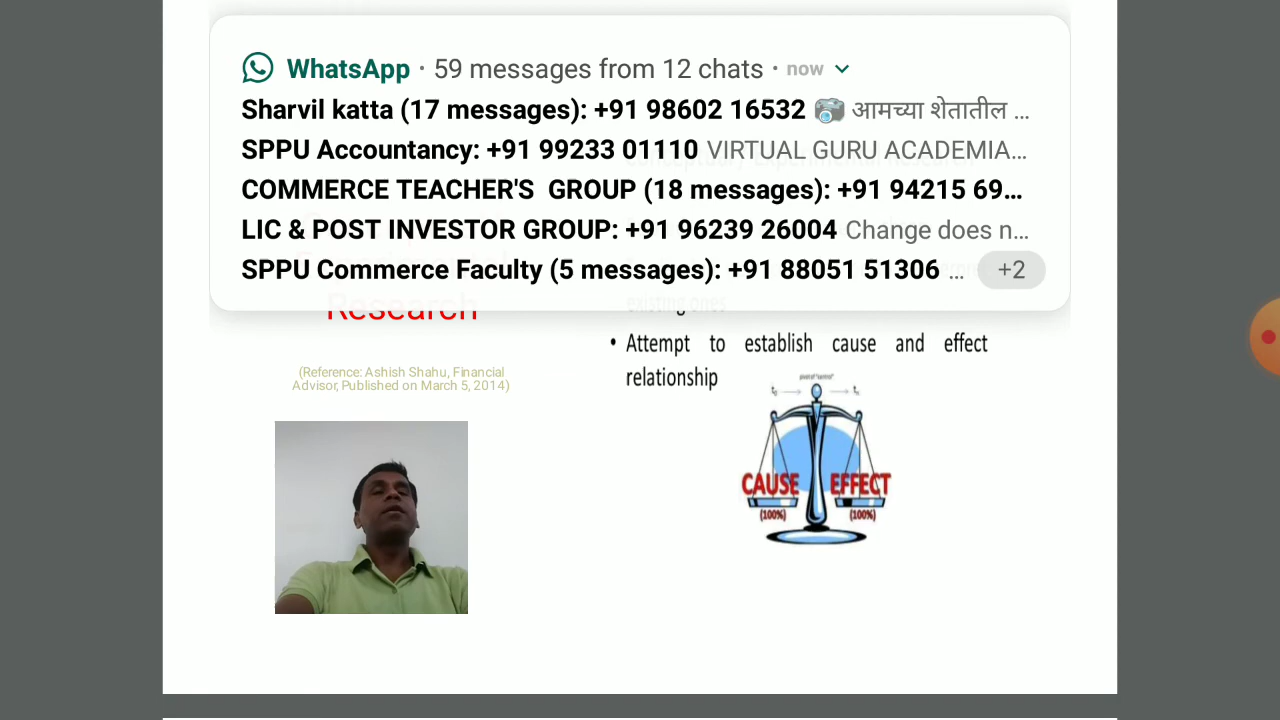 WhatsApp · 59 messages from 12 chats · now
Sharvil katta (17 messages): +91 98602 16532 📷 आमच्या शेतातील ...
SPPU Accountancy: +91 99233 01110 VIRTUAL GURU ACADEMIA...
COMMERCE TEACHER'S GROUP (18 messages): +91 94215 69...
LIC & POST INVESTOR GROUP: +91 96239 26004 Change does n...
SPPU Commerce Faculty (5 messages): +91 88051 51306 ... +2
Research
(Reference: Ashish Shahu, Financial
Advisor, Published on March 5, 2014)
existing ones
• Attempt to establish cause and effect
relationship
CAUSE EFFECT
(100%) (100%)